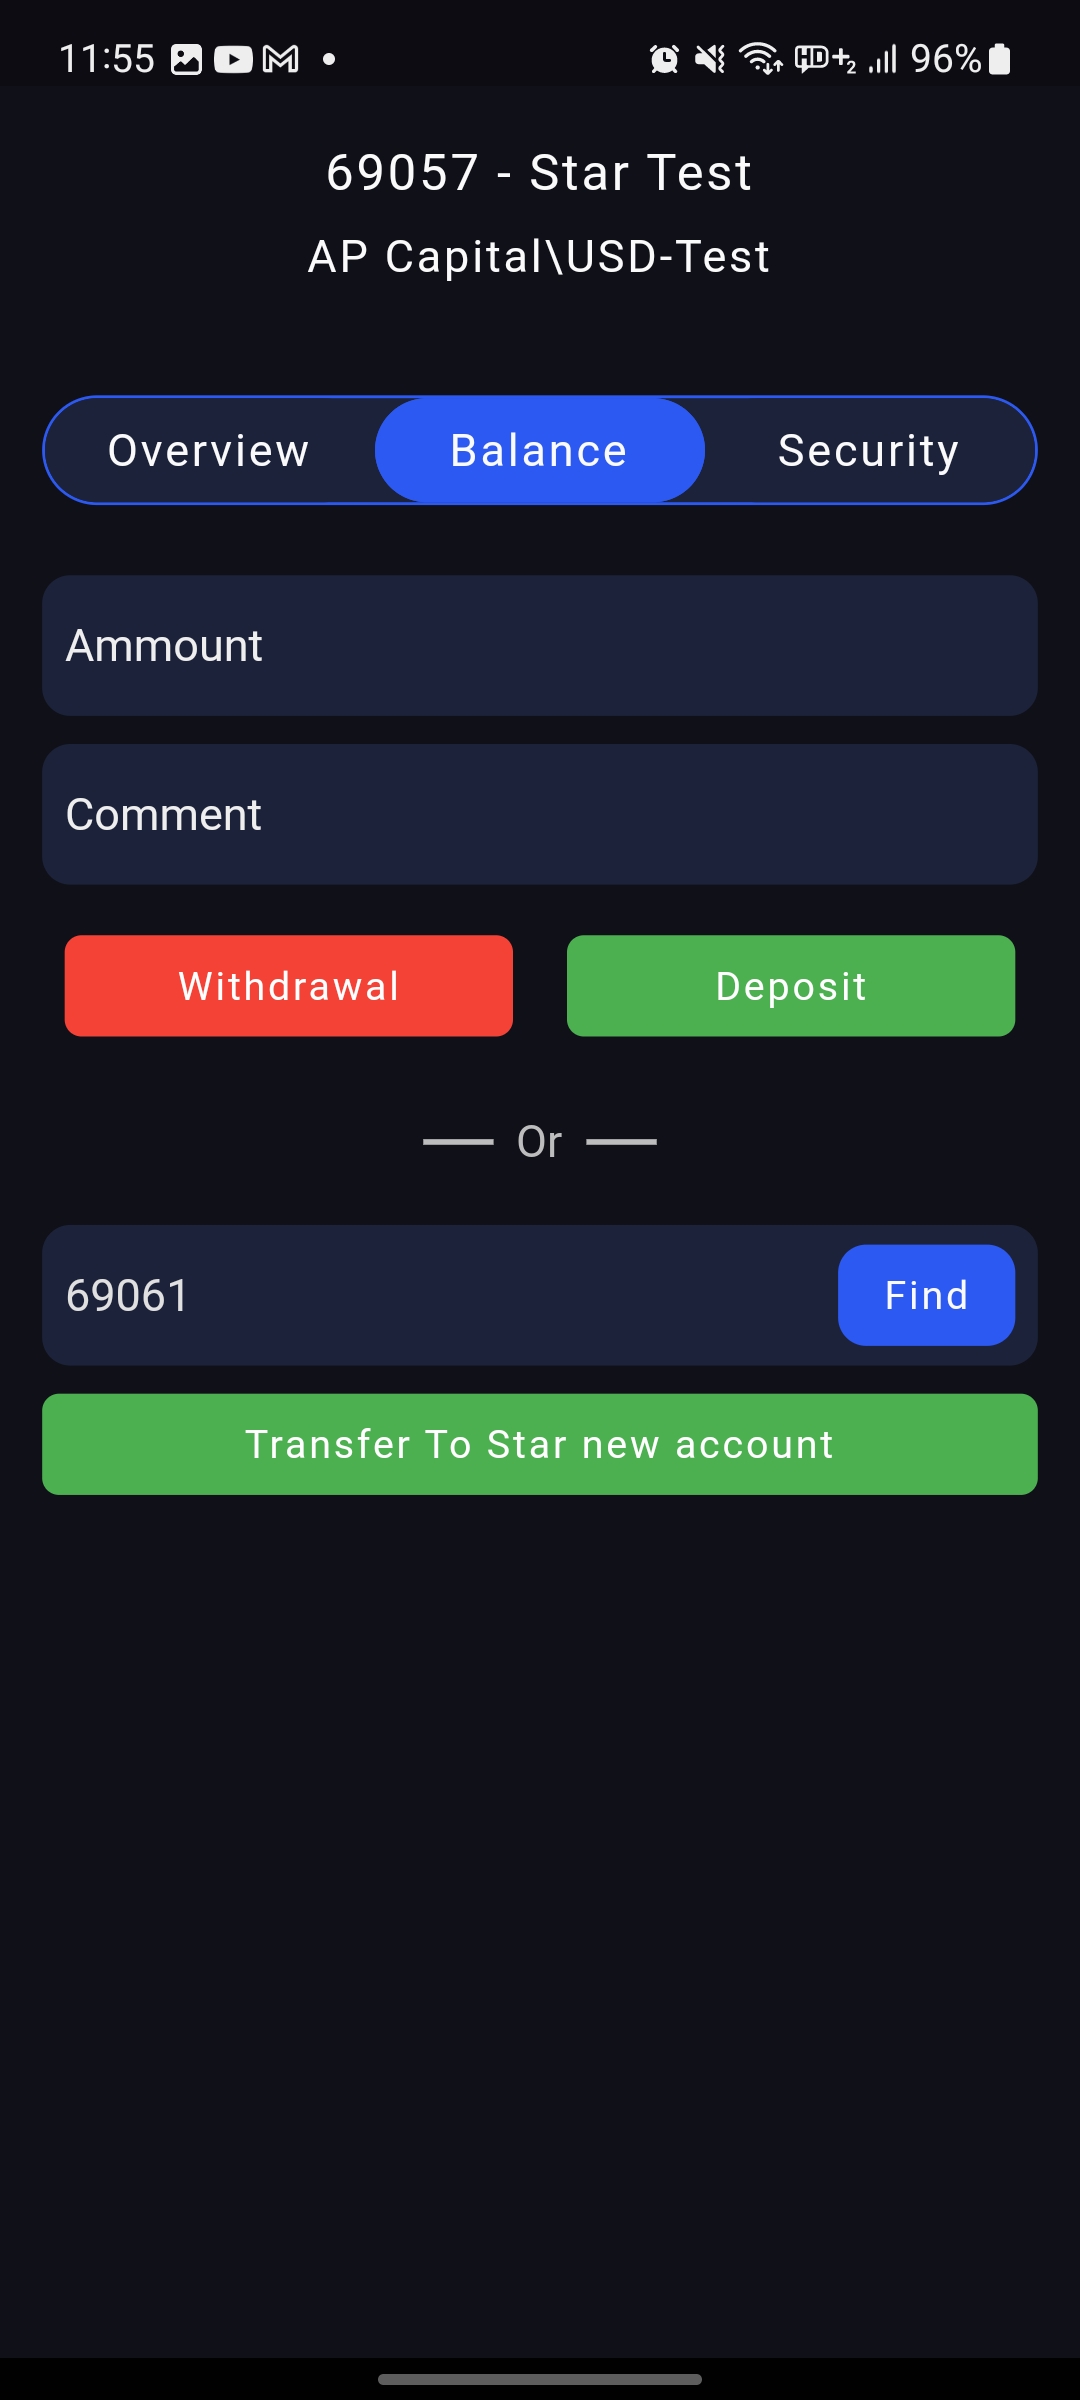 11:55 96%
69057 - Star Test
AP Capital\USD-Test
Overview Balance Security
Ammount
Comment
Withdrawal Deposit
Or
69061 Find
Transfer To Star new account